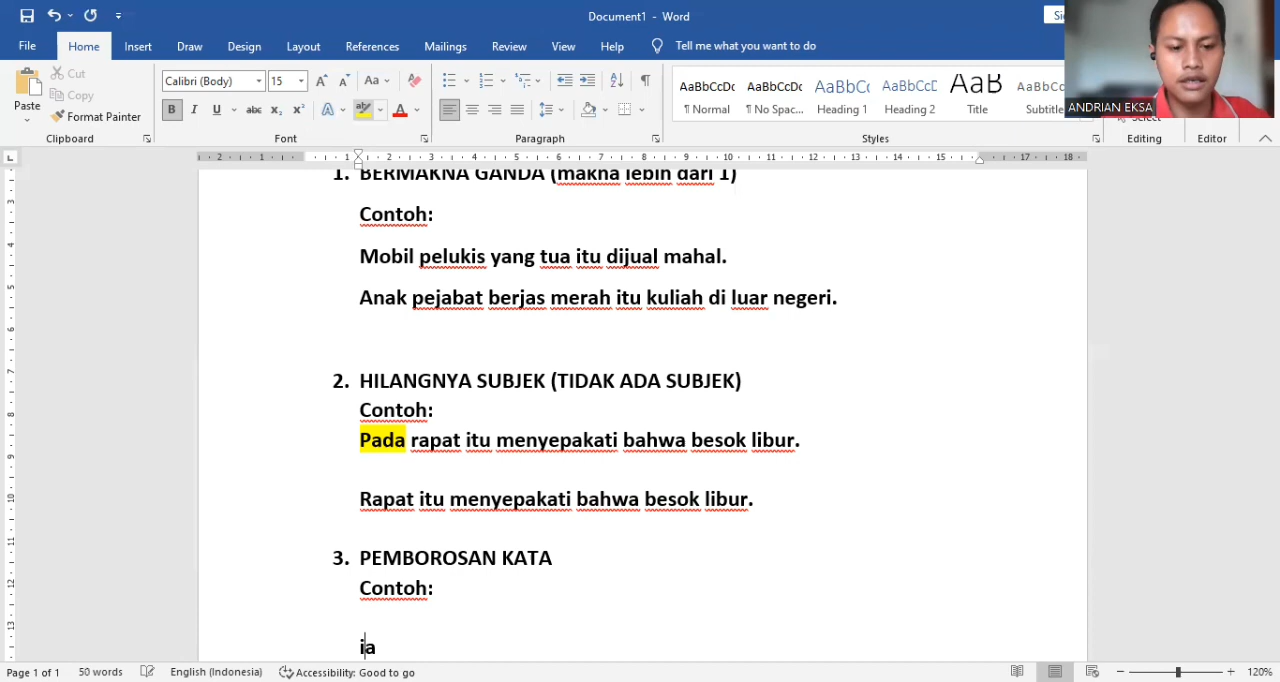 Document1 - Word
File Home Insert Draw Design Layout References Mailings Review View Help Tell me what you want to do
Cut
Copy
Paste
Format Painter
Calibri (Body) 15
AaBbCcDc AaBbCcDc AaBbCc AaBbCcD AaB
¶ Normal ¶ No Spac... Heading 1 Heading 2 Title Subtitle
ANDRIAN EKSA
Select
Clipboard Font Paragraph Styles Editing Editor
1. BERMAKNA GANDA (makna lebih dari 1)
Contoh:
Mobil pelukis yang tua itu dijual mahal.
Anak pejabat berjas merah itu kuliah di luar negeri.
2. HILANGNYA SUBJEK (TIDAK ADA SUBJEK)
Contoh:
Pada rapat itu menyepakati bahwa besok libur.
Rapat itu menyepakati bahwa besok libur.
3. PEMBOROSAN KATA
Contoh:
ia
Page 1 of 1 50 words English (Indonesia) Accessibility: Good to go 120%